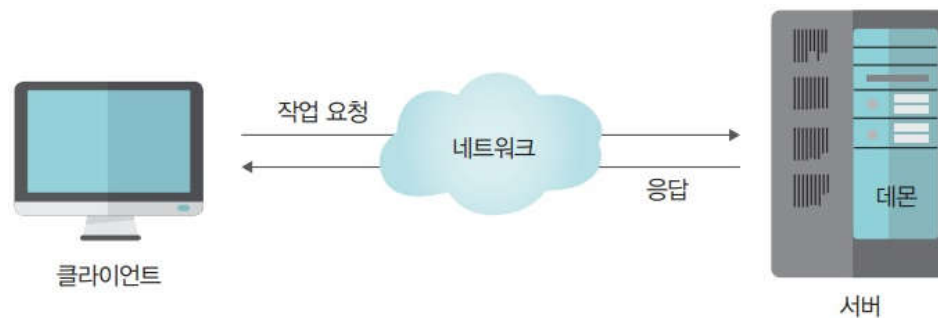 작업 요청
네트워크
응답
데몬
클라이언트
서버